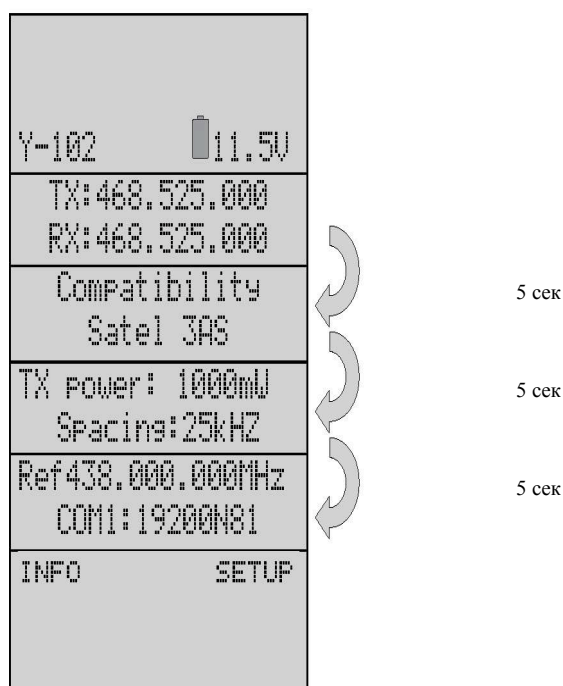 Y-102 11.5V
TX:468.525.000
RX:468.525.000
Compatibility
Satel 3AS
5 сек
TX power: 1000mW
Spacing:25kHZ
5 сек
Ref438.000.000MHz
COM1:19200N81
5 сек
INFO SETUP